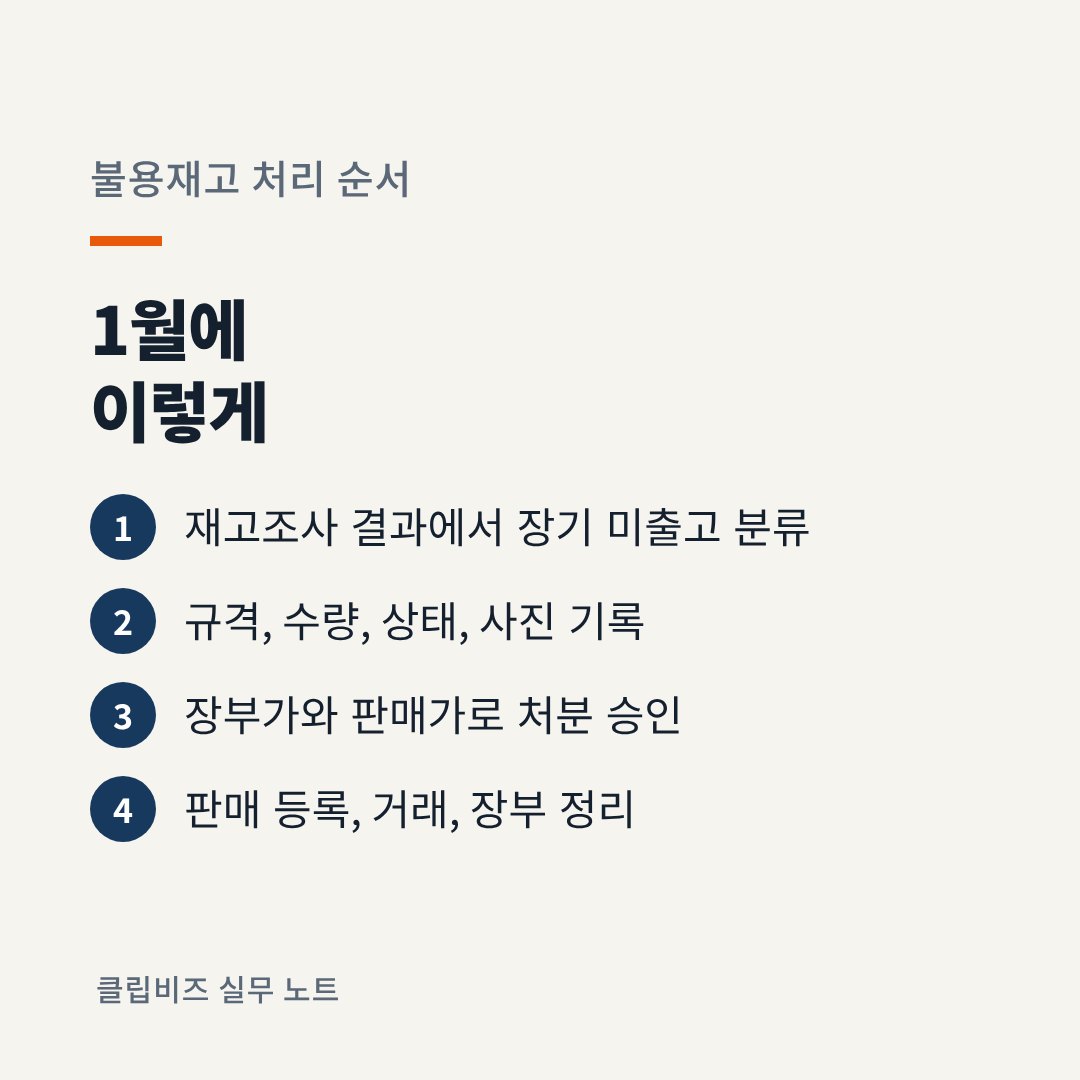 불용재고 처리 순서
1월에
이렇게
1 재고조사 결과에서 장기 미출고 분류
2 규격, 수량, 상태, 사진 기록
3 장부가와 판매가로 처분 승인
4 판매 등록, 거래, 장부 정리
클립비즈 실무 노트